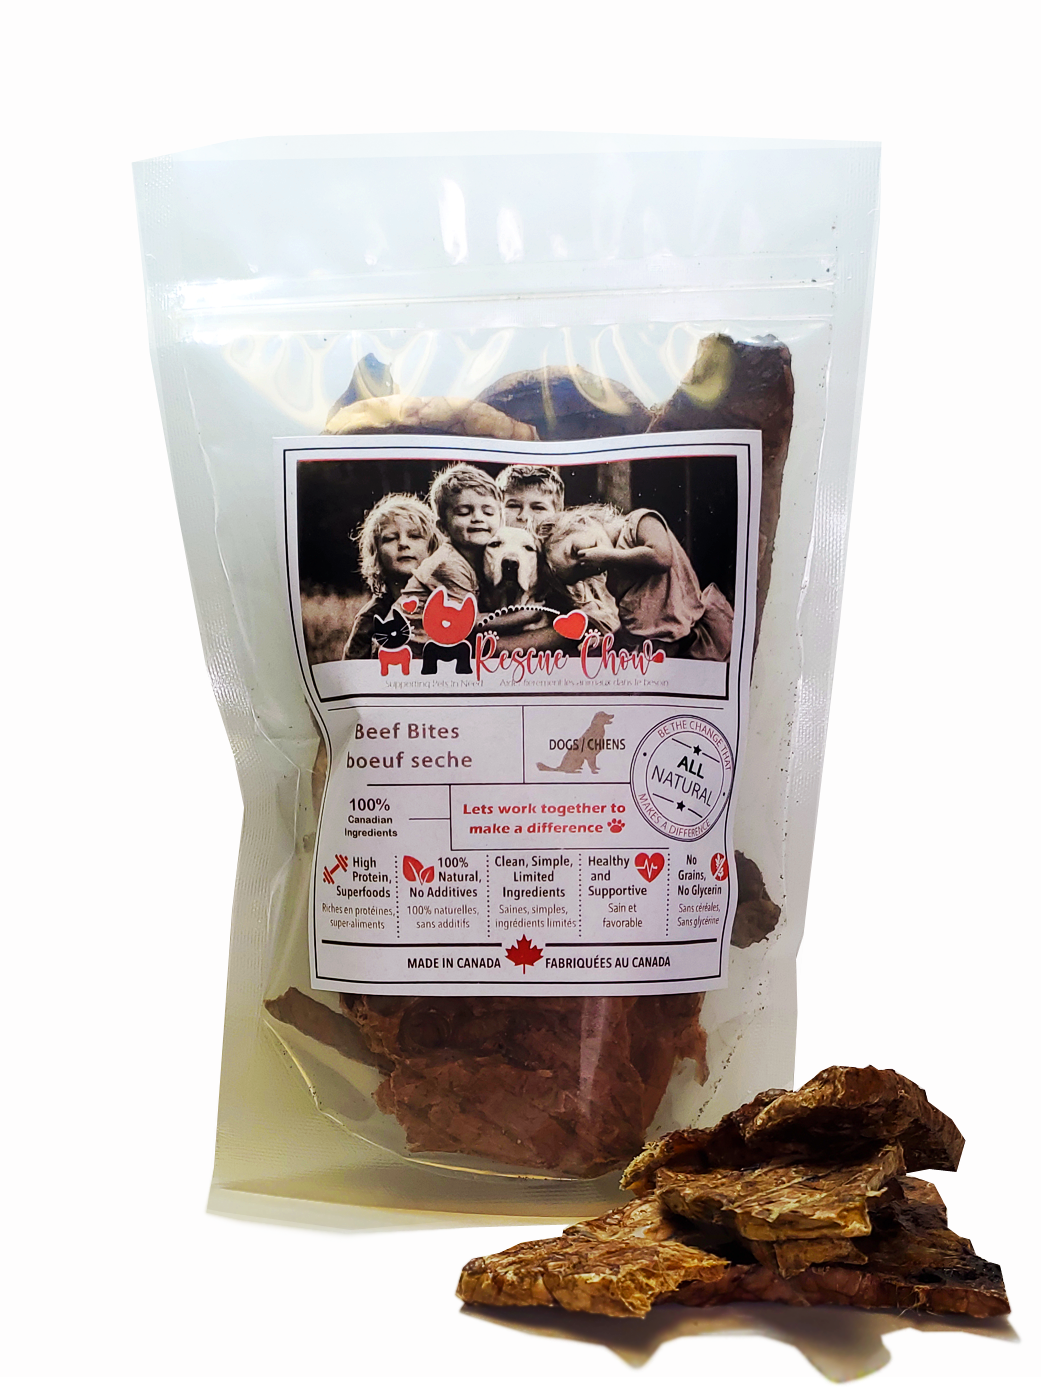 Rescue Chow
Supporting Pets In Need
Beef Bites
boeuf seche
DOGS / CHIENS
BE THE CHANGE THAT
ALL
NATURAL
MAKES A DIFFERENCE
100%
Canadian
Ingredients
Lets work together to
make a difference
High
Protein,
Superfoods
Riches en protéines,
super-aliments
100%
Natural,
No Additives
100% naturelles,
sans additifs
Clean, Simple,
Limited
Ingredients
Saines, simples,
ingrédients limités
Healthy
and
Supportive
Sain et
favorable
No
Grains,
No Glycerin
Sans céréales,
Sans glycérine
MADE IN CANADA
FABRIQUÉES AU CANADA